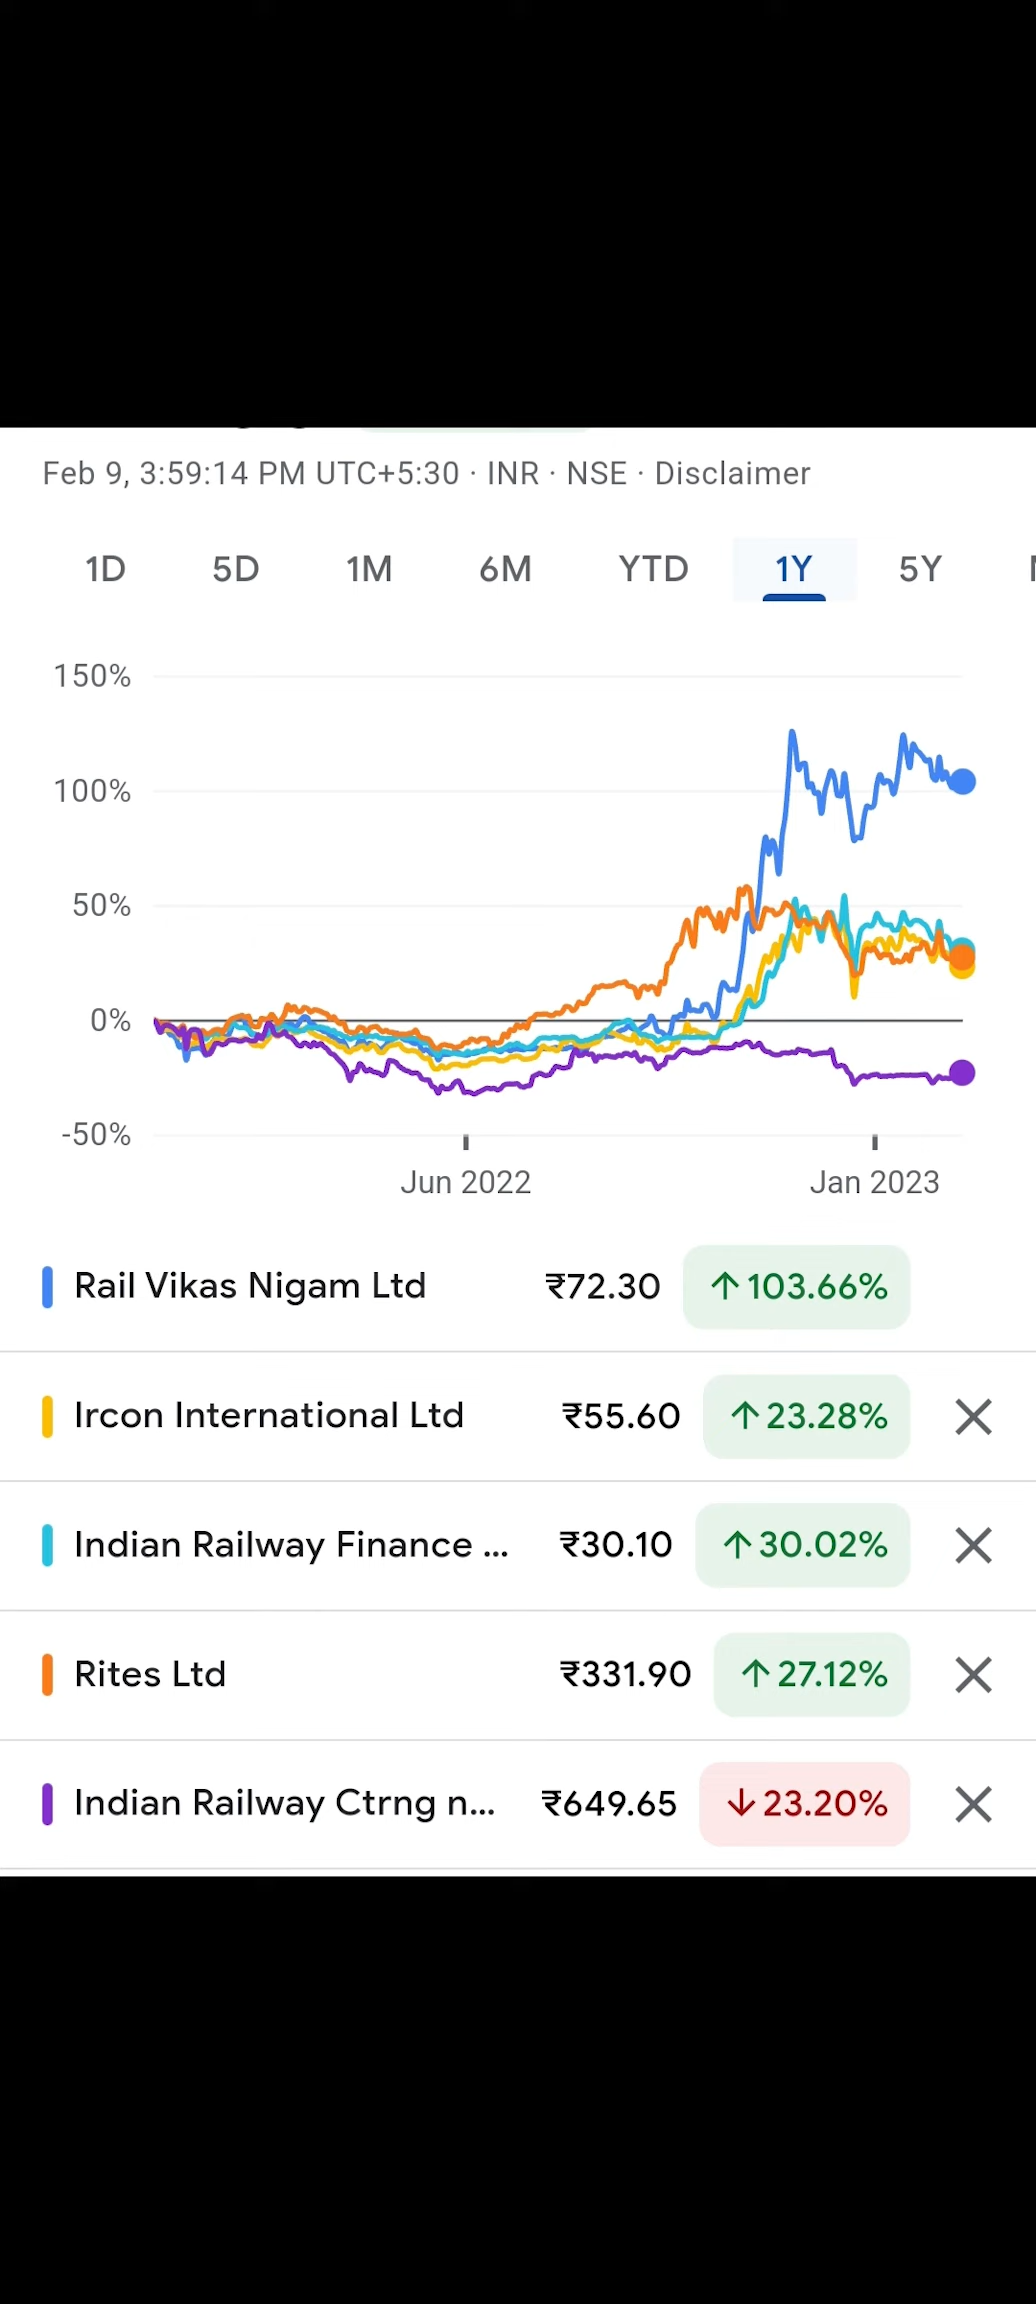 Feb 9, 3:59:14 PM UTC+5:30 · INR · NSE · Disclaimer
1D 5D 1M 6M YTD 1Y 5Y
150%
100%
50%
0%
-50%
Jun 2022 Jan 2023
Rail Vikas Nigam Ltd ₹72.30 ↑103.66%
Ircon International Ltd ₹55.60 ↑23.28%
Indian Railway Finance ... ₹30.10 ↑30.02%
Rites Ltd ₹331.90 ↑27.12%
Indian Railway Ctrng n... ₹649.65 ↓23.20%